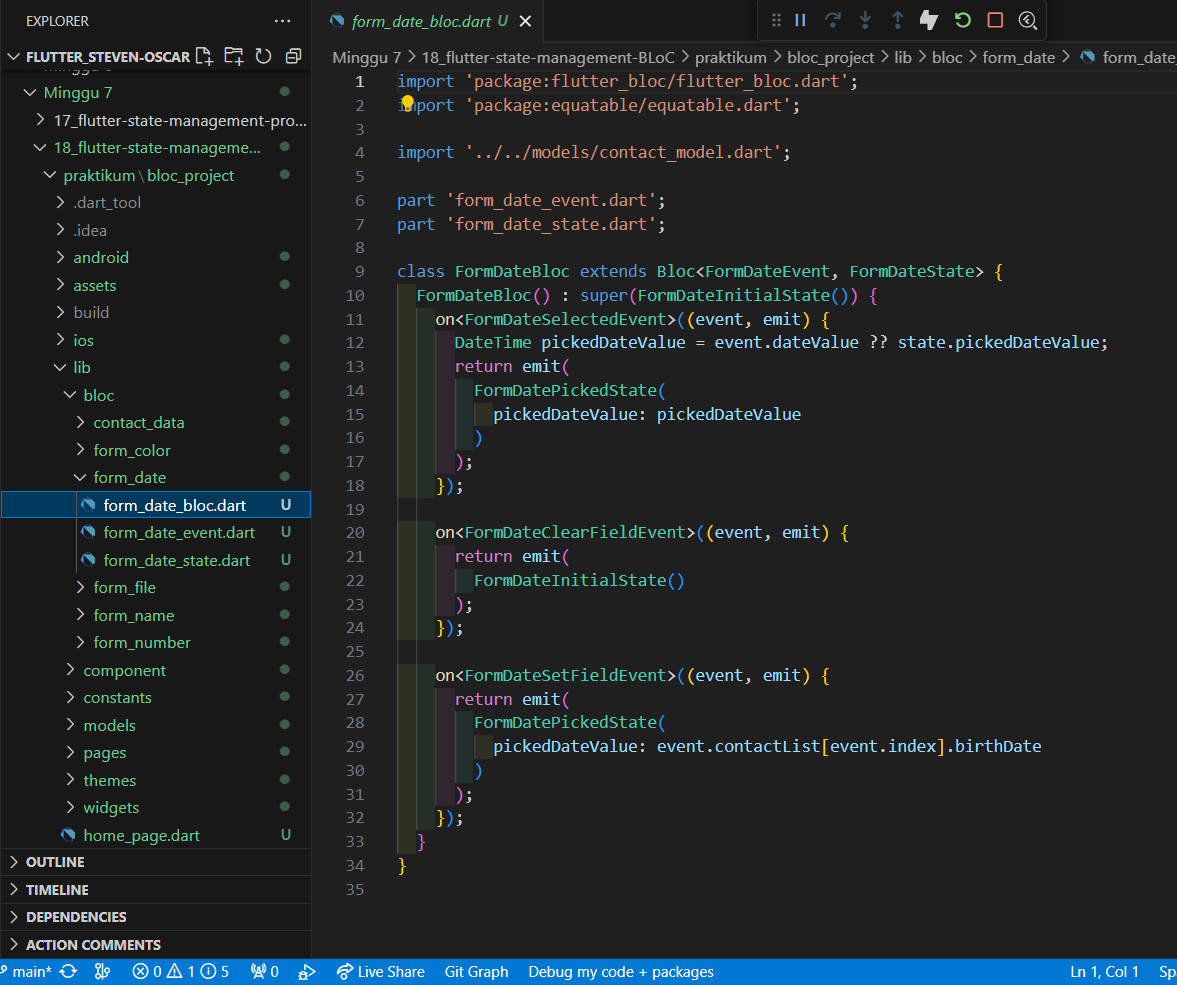 EXPLORER
FLUTTER_STEVEN-OSCAR
Minggu 7
17_flutter-state-management-pro...
18_flutter-state-manageme...
praktikum\bloc_project
.dart_tool
.idea
android
assets
build
ios
lib
bloc
contact_data
form_color
form_date
form_date_bloc.dart U
form_date_event.dart U
form_date_state.dart U
form_file
form_name
form_number
component
constants
models
pages
themes
widgets
home_page.dart U
OUTLINE
TIMELINE
DEPENDENCIES
ACTION COMMENTS
form_date_bloc.dart U
Minggu 7 > 18_flutter-state-management-BLoC > praktikum > bloc_project > lib > bloc > form_date > form_date_
1 import 'package:flutter_bloc/flutter_bloc.dart';
2 import 'package:equatable/equatable.dart';
3
4 import '../../models/contact_model.dart';
5
6 part 'form_date_event.dart';
7 part 'form_date_state.dart';
8
9 class FormDateBloc extends Bloc<FormDateEvent, FormDateState> {
10 FormDateBloc() : super(FormDateInitialState()) {
11 on<FormDateSelectedEvent>((event, emit) {
12 DateTime pickedDateValue = event.dateValue ?? state.pickedDateValue;
13 return emit(
14 FormDatePickedState(
15 pickedDateValue: pickedDateValue
16 )
17 );
18 });
19
20 on<FormDateClearFieldEvent>((event, emit) {
21 return emit(
22 FormDateInitialState()
23 );
24 });
25
26 on<FormDateSetFieldEvent>((event, emit) {
27 return emit(
28 FormDatePickedState(
29 pickedDateValue: event.contactList[event.index].birthDate
30 )
31 );
32 });
33 }
34 }
35
main* 0 1 5 0 Live Share Git Graph Debug my code + packages Ln 1, Col 1 Sp